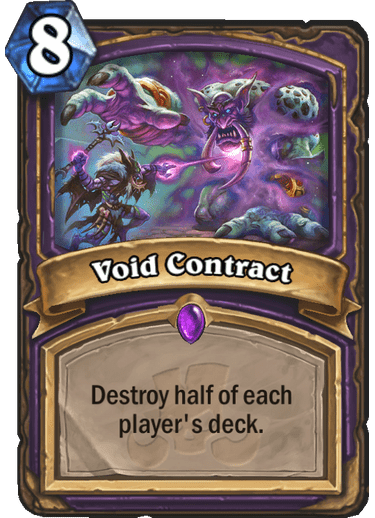 8
Void Contract
Destroy half of each
player's deck.